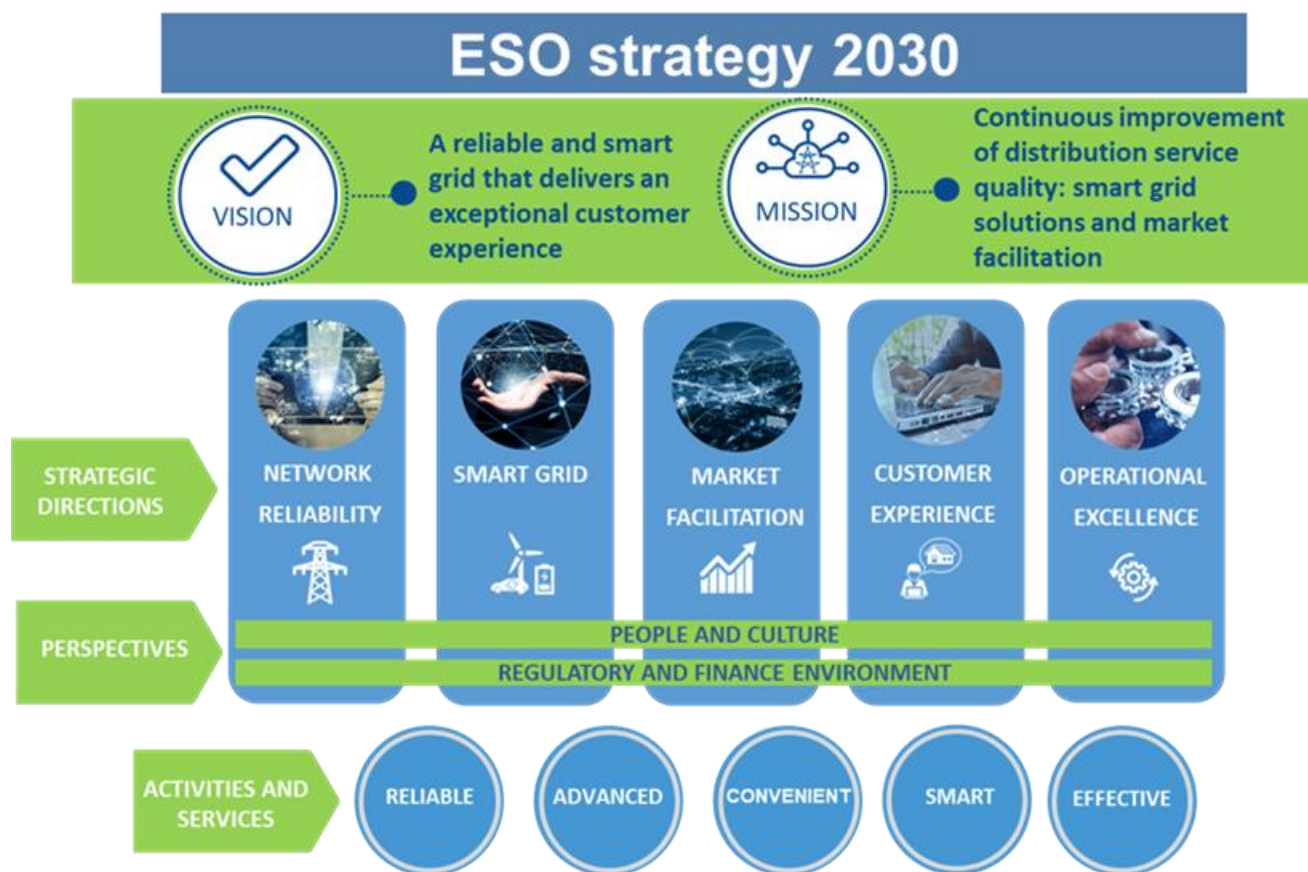 ESO strategy 2030
VISION
A reliable and smart
grid that delivers an
exceptional customer
experience
MISSION
Continuous improvement
of distribution service
quality: smart grid
solutions and market
facilitation
STRATEGIC
DIRECTIONS
NETWORK
RELIABILITY
SMART GRID
MARKET
FACILITATION
CUSTOMER
EXPERIENCE
OPERATIONAL
EXCELLENCE
PERSPECTIVES
PEOPLE AND CULTURE
REGULATORY AND FINANCE ENVIRONMENT
ACTIVITIES AND
SERVICES
RELIABLE
ADVANCED
CONVENIENT
SMART
EFFECTIVE